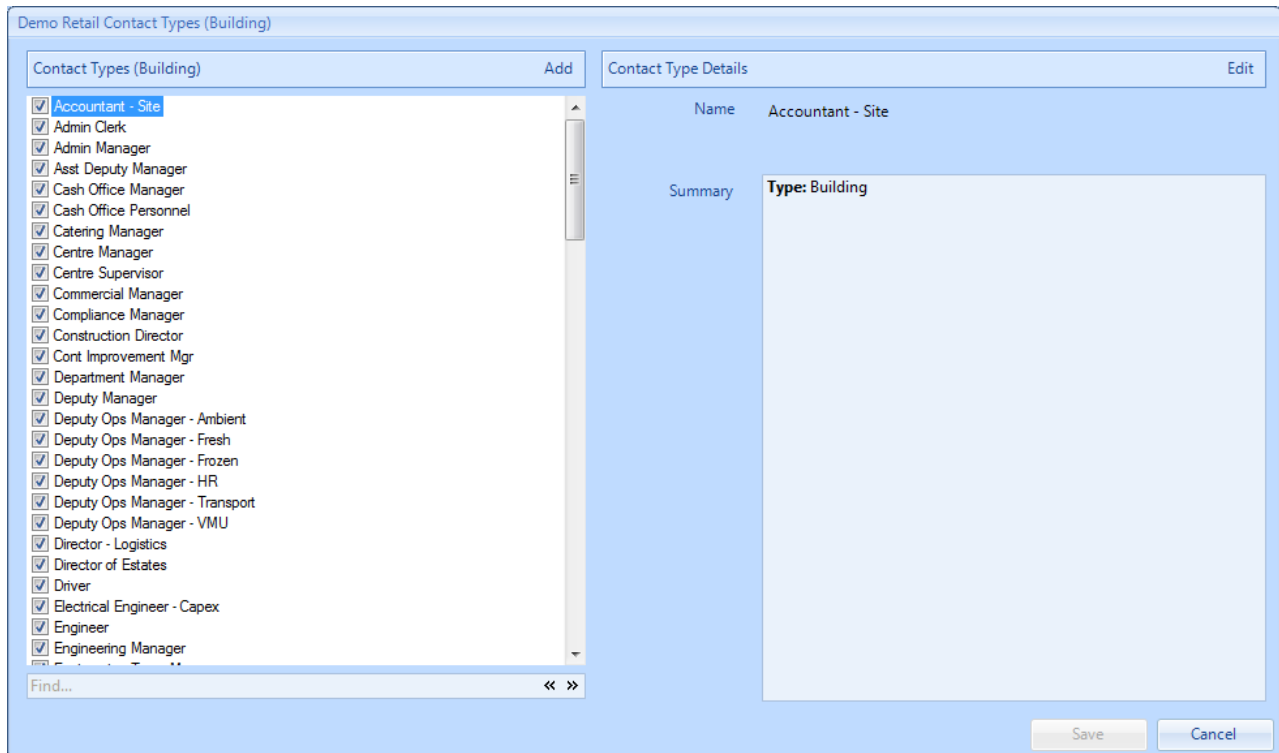 Demo Retail Contact Types (Building)
Contact Types (Building) Add
Accountant - Site
Admin Clerk
Admin Manager
Asst Deputy Manager
Cash Office Manager
Cash Office Personnel
Catering Manager
Centre Manager
Centre Supervisor
Commercial Manager
Compliance Manager
Construction Director
Cont Improvement Mgr
Department Manager
Deputy Manager
Deputy Ops Manager - Ambient
Deputy Ops Manager - Fresh
Deputy Ops Manager - Frozen
Deputy Ops Manager - HR
Deputy Ops Manager - Transport
Deputy Ops Manager - VMU
Director - Logistics
Director of Estates
Driver
Electrical Engineer - Capex
Engineer
Engineering Manager
Find... « »
Contact Type Details Edit
Name Accountant - Site
Summary Type: Building
Save Cancel